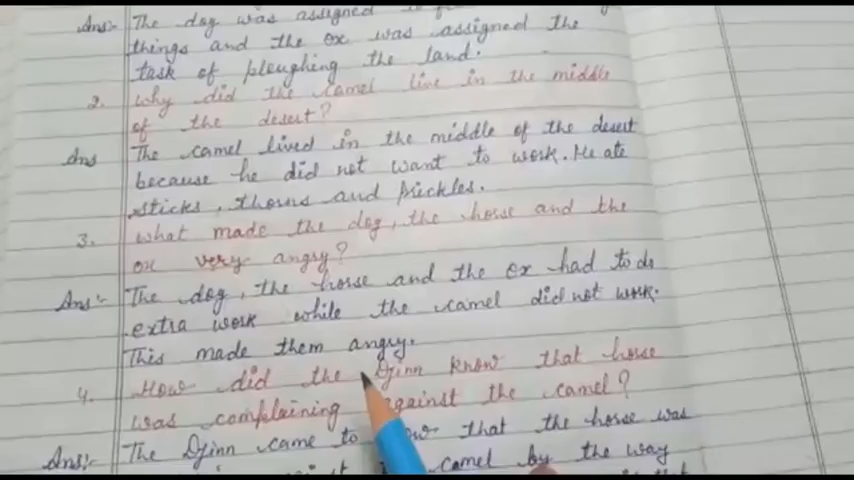 Ans:- The dog was assigned
things and the ox was assigned the
task of ploughing the land.
2. Why did the camel live in the middle
of the desert?
Ans The camel lived in the middle of the desert
because he did not want to work. He ate
sticks, thorns and prickles.
3. What made the dog, the horse and the
ox very angry?
Ans:- The dog, the horse and the ox had to do
extra work while the camel did not work.
This made them angry.
4. How did the Djinn know that horse
was complaining against the camel?
Ans:- The Djinn came to that the horse was
camel by the way